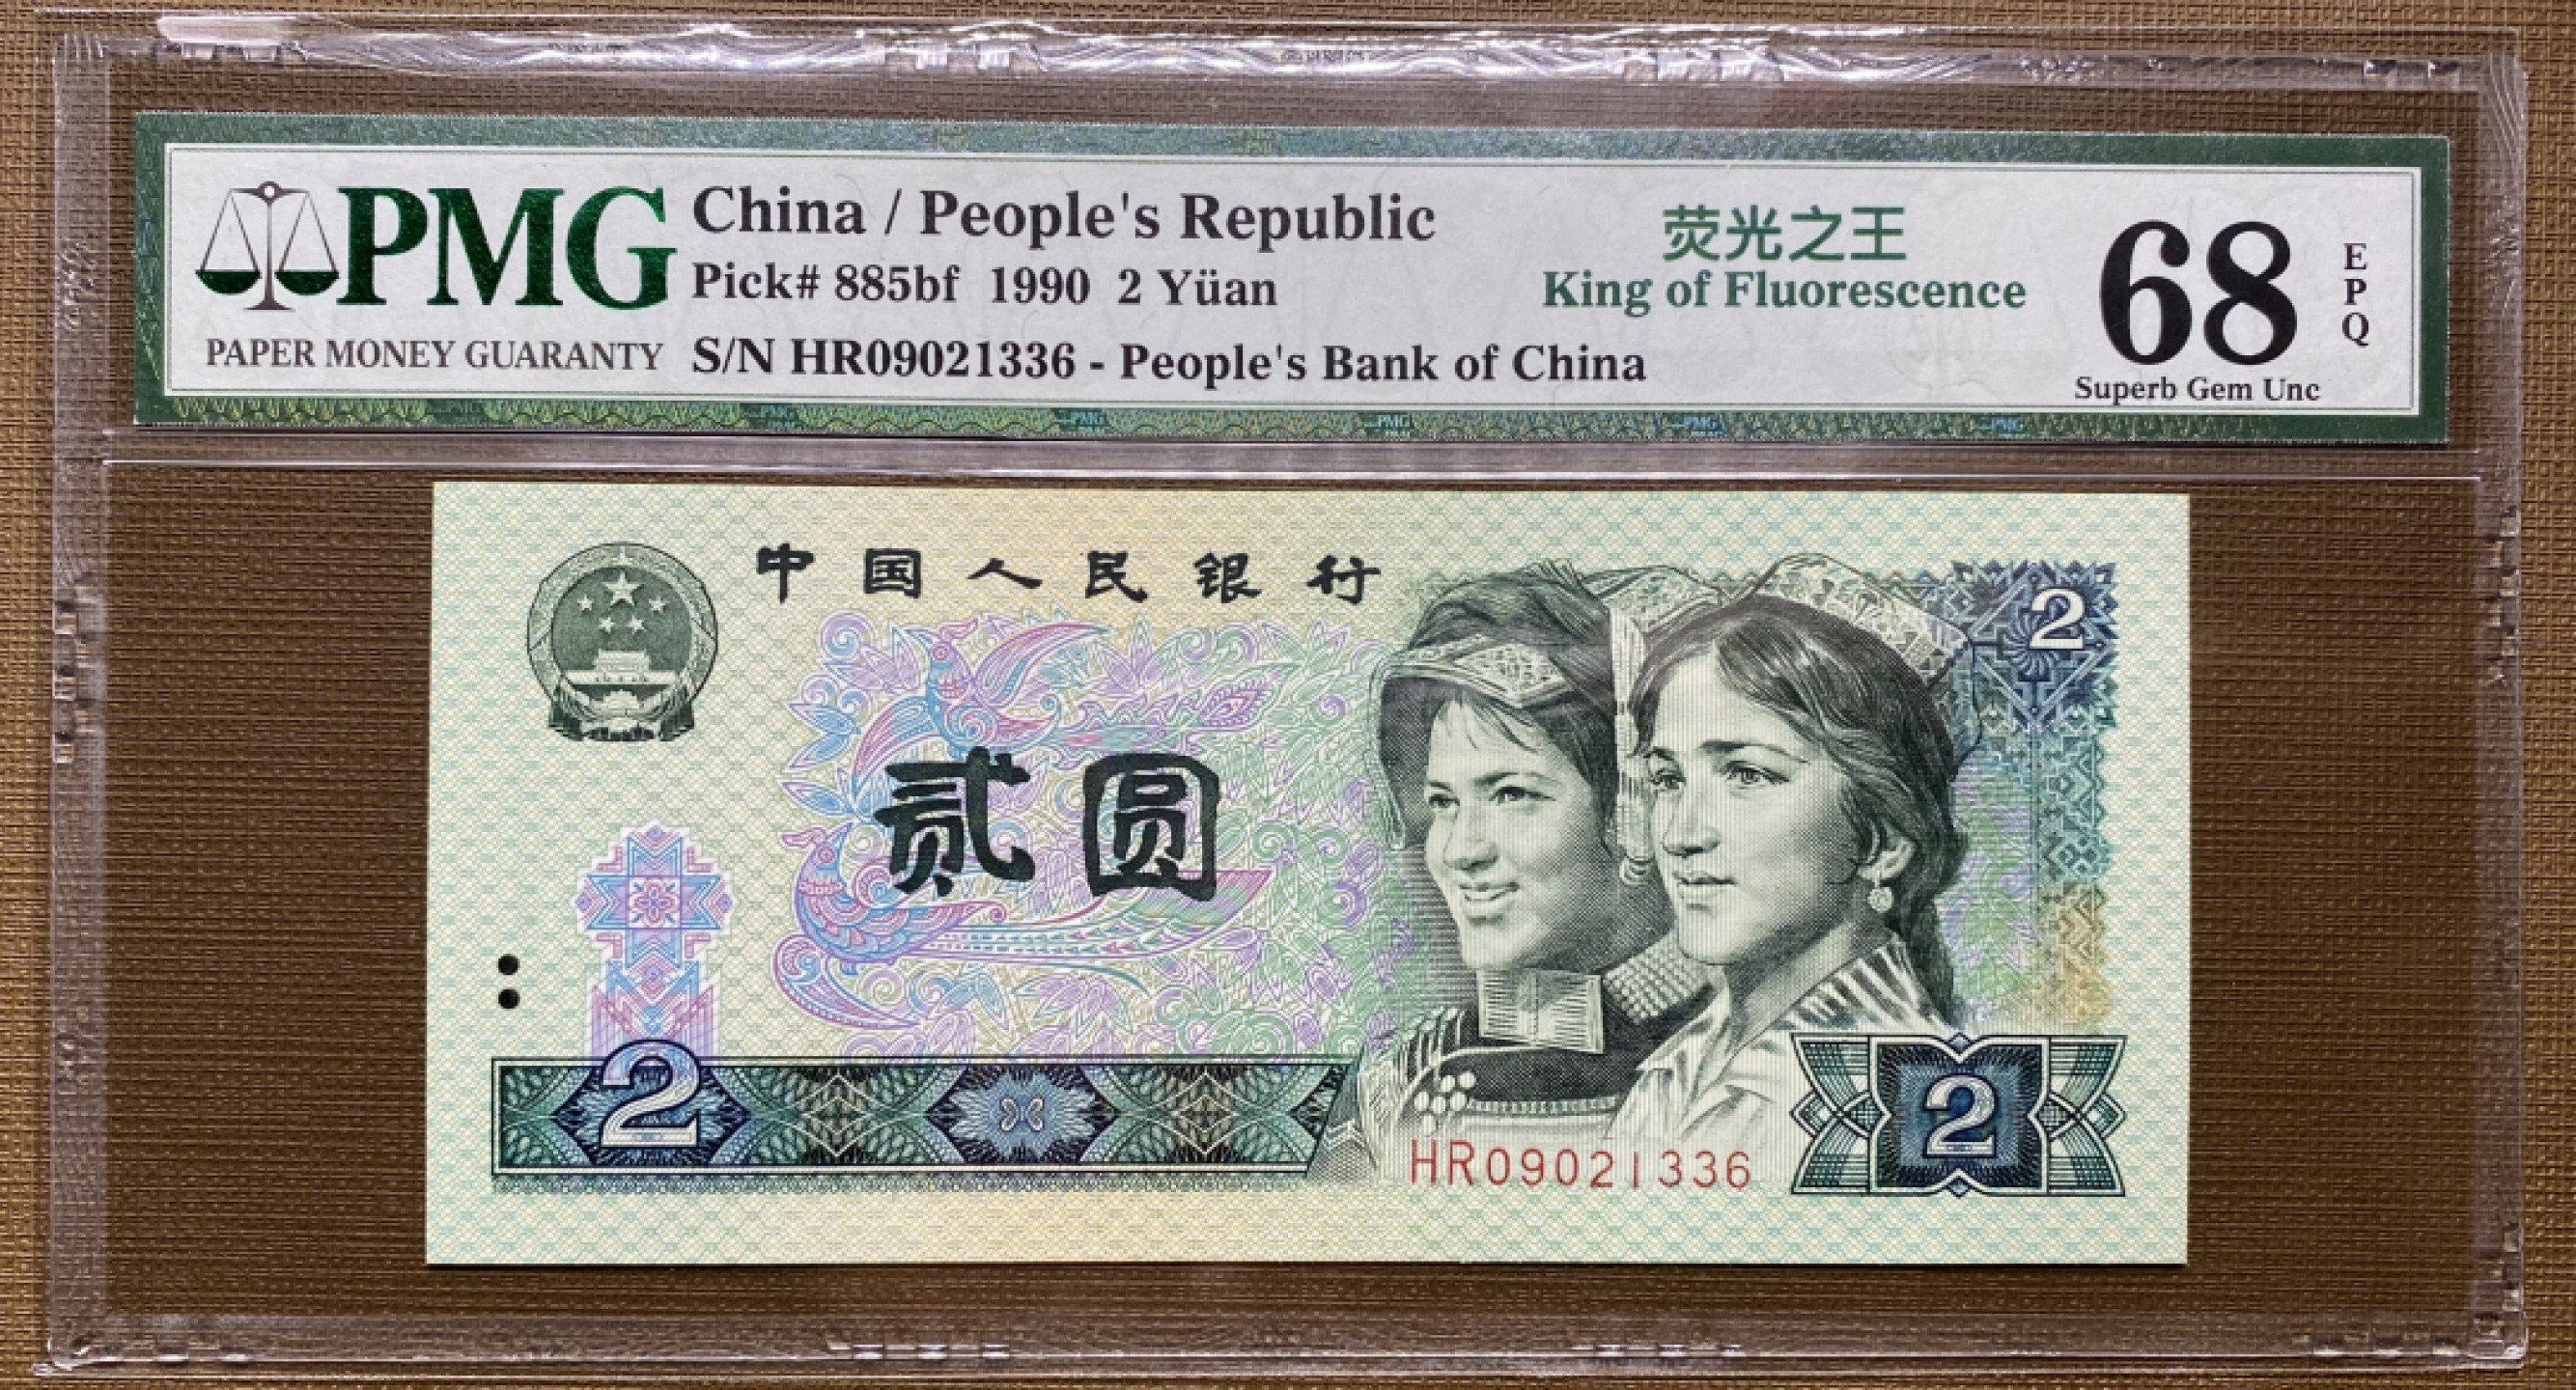 PMG
PAPER MONEY GUARANTY
China / People's Republic
Pick# 885bf 1990 2 Yüan
S/N HR09021336 - People's Bank of China
荧光之王
King of Fluorescence
68
EPQ
Superb Gem Unc
中国人民银行
2
贰圆
2
2
HR09021336